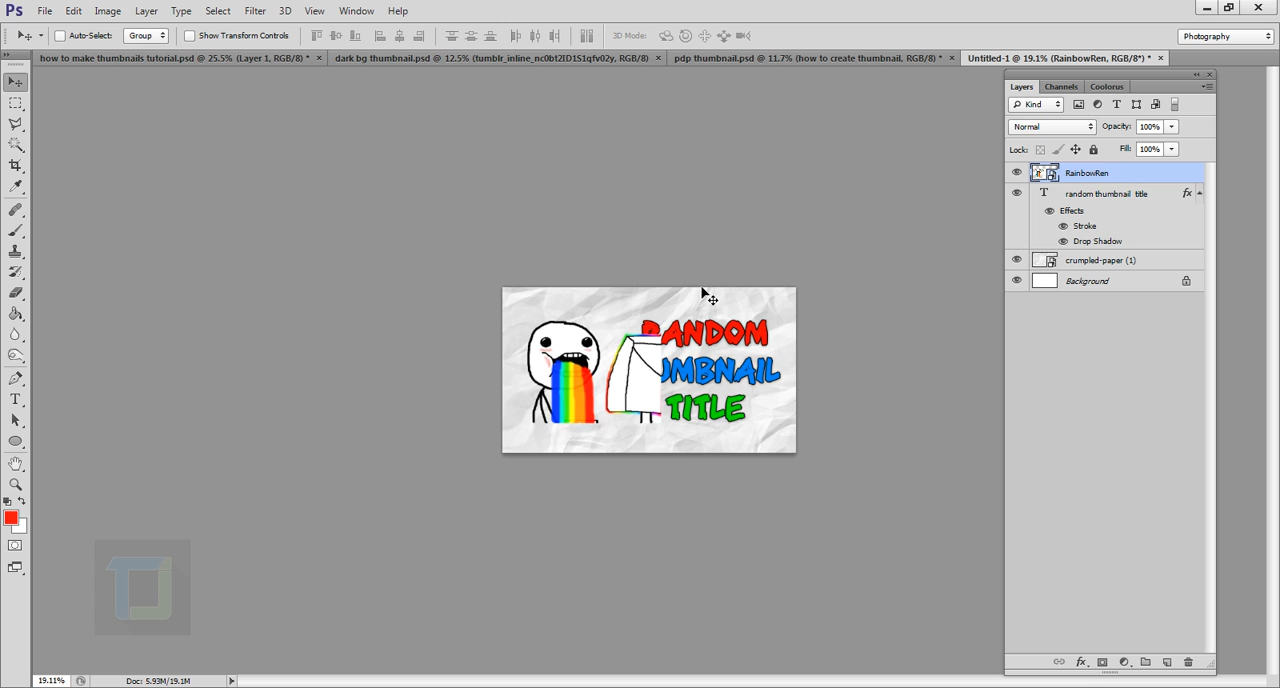 Ps File Edit Image Layer Type Select Filter 3D View Window Help
Auto-Select: Group Show Transform Controls 3D Mode: Photography
how to make thumbnails tutorial.psd @ 25.5% (Layer 1, RGB/8) * × dark bg thumbnail.psd @ 12.5% (tumblr_inline_nc0bt2ID1S1qfv02y, RGB/8) × pdp thumbnail.psd @ 11.7% (how to create thumbnail, RGB/8) * × Untitled-1 @ 19.1% (RainbowRen, RGB/8*) * ×
Layers Channels Coolorus
Kind
Normal Opacity: 100%
Lock: Fill: 100%
RainbowRen
T random thumbnail title fx
Effects
Stroke
Drop Shadow
crumpled-paper (1)
Background
RANDOM
UMBNAIL
TITLE
TJ
19.11% Doc: 5.93M/19.1M